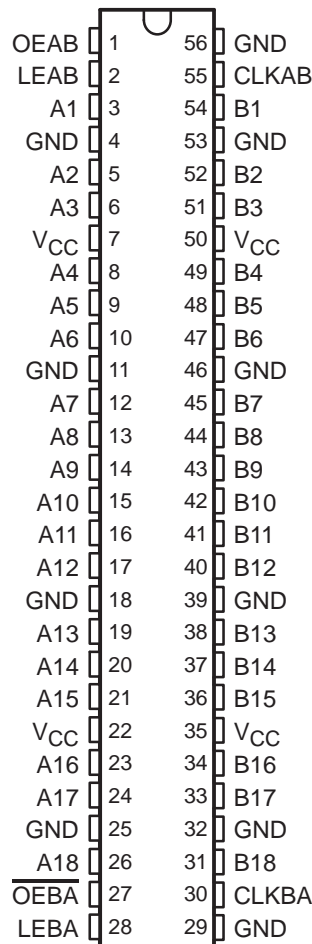 OEAB 1 56 GND
LEAB 2 55 CLKAB
A1 3 54 B1
GND 4 53 GND
A2 5 52 B2
A3 6 51 B3
VCC 7 50 VCC
A4 8 49 B4
A5 9 48 B5
A6 10 47 B6
GND 11 46 GND
A7 12 45 B7
A8 13 44 B8
A9 14 43 B9
A10 15 42 B10
A11 16 41 B11
A12 17 40 B12
GND 18 39 GND
A13 19 38 B13
A14 20 37 B14
A15 21 36 B15
VCC 22 35 VCC
A16 23 34 B16
A17 24 33 B17
GND 25 32 GND
A18 26 31 B18
OEBA 27 30 CLKBA
LEBA 28 29 GND